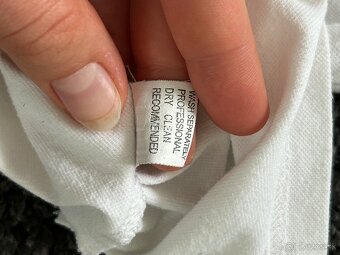 WASH SEPARATELY
PROFESSIONAL
DRY CLEAN
RECOMMENDED